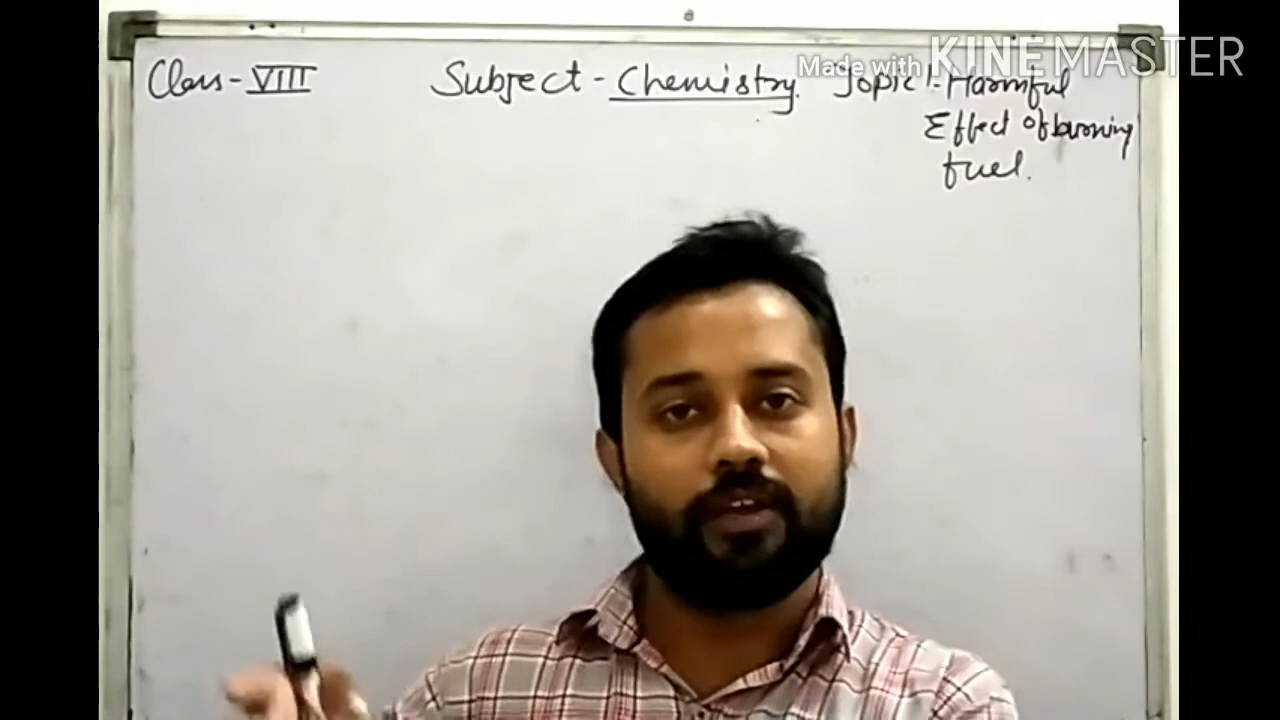 Made with KINEMASTER
Class - VIII Subject - Chemistry. Topic :- Harmful
Effect of burning
fuel.